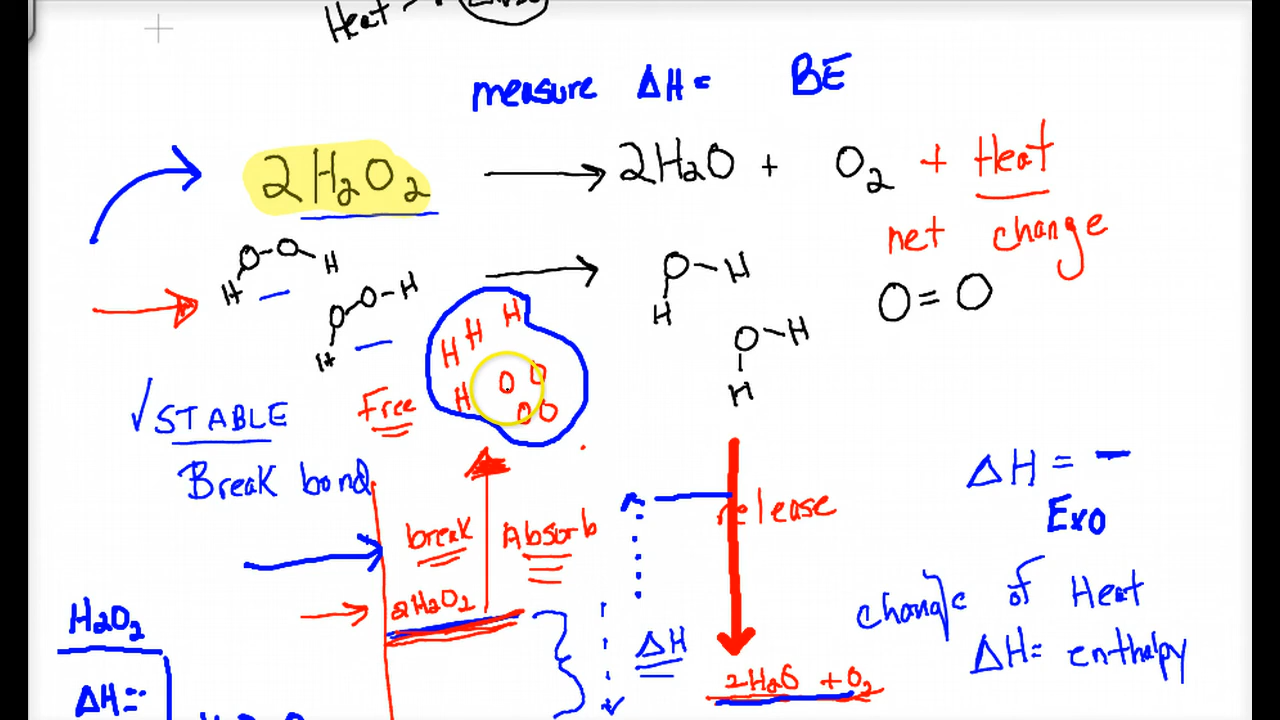 Heat
measure ΔH = BE
2H₂O₂ → 2H₂O + O₂ + Heat
net change
O-O H H
O-O-H H
→
O-H H
O-H H
O=O
H H H H
O O O O
√ STABLE
Free
Break bond
break Absorb
release
ΔH = −
Exo
change of Heat
ΔH= enthalpy
2H₂O₂
ΔH
2H₂O + O₂
H₂O₂
ΔH=